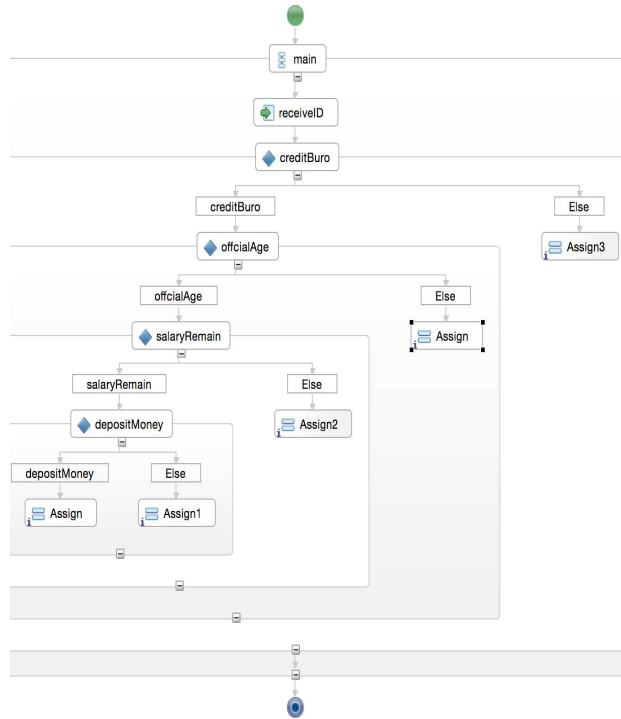 main
receiveID
creditBuro
creditBuro
Else
offcialAge
Assign3
offcialAge
Else
salaryRemain
Assign
salaryRemain
Else
depositMoney
Assign2
depositMoney
Else
Assign
Assign1